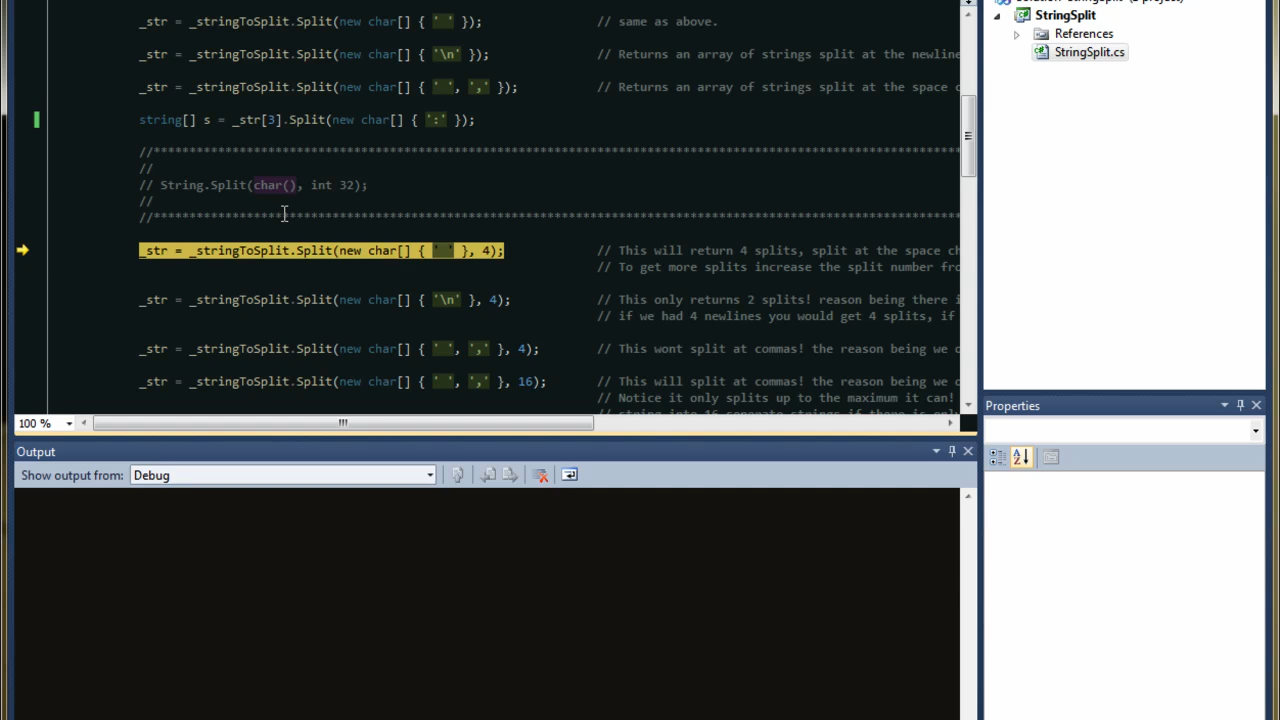 _str = _stringToSplit.Split(new char[] { ' ' }); // same as above.
_str = _stringToSplit.Split(new char[] { '\n' }); // Returns an array of strings split at the newline
_str = _stringToSplit.Split(new char[] { ' ', ',' }); // Returns an array of strings split at the space
string[] s = _str[3].Split(new char[] { ':' });
//
// String.Split(char(), int 32);
//
_str = _stringToSplit.Split(new char[] { ' ' }, 4); // This will return 4 splits, split at the space
// To get more splits increase the split number
_str = _stringToSplit.Split(new char[] { '\n' }, 4); // This only returns 2 splits! reason being there
// if we had 4 newlines you would get 4 splits, if
_str = _stringToSplit.Split(new char[] { ' ', ',' }, 4); // This wont split at commas! the reason being we
_str = _stringToSplit.Split(new char[] { ' ', ',' }, 16); // This will split at commas! the reason being we
// Notice it only splits up to the maximum it can!
100 %
Output
Show output from: Debug
StringSplit
References
StringSplit.cs
Properties